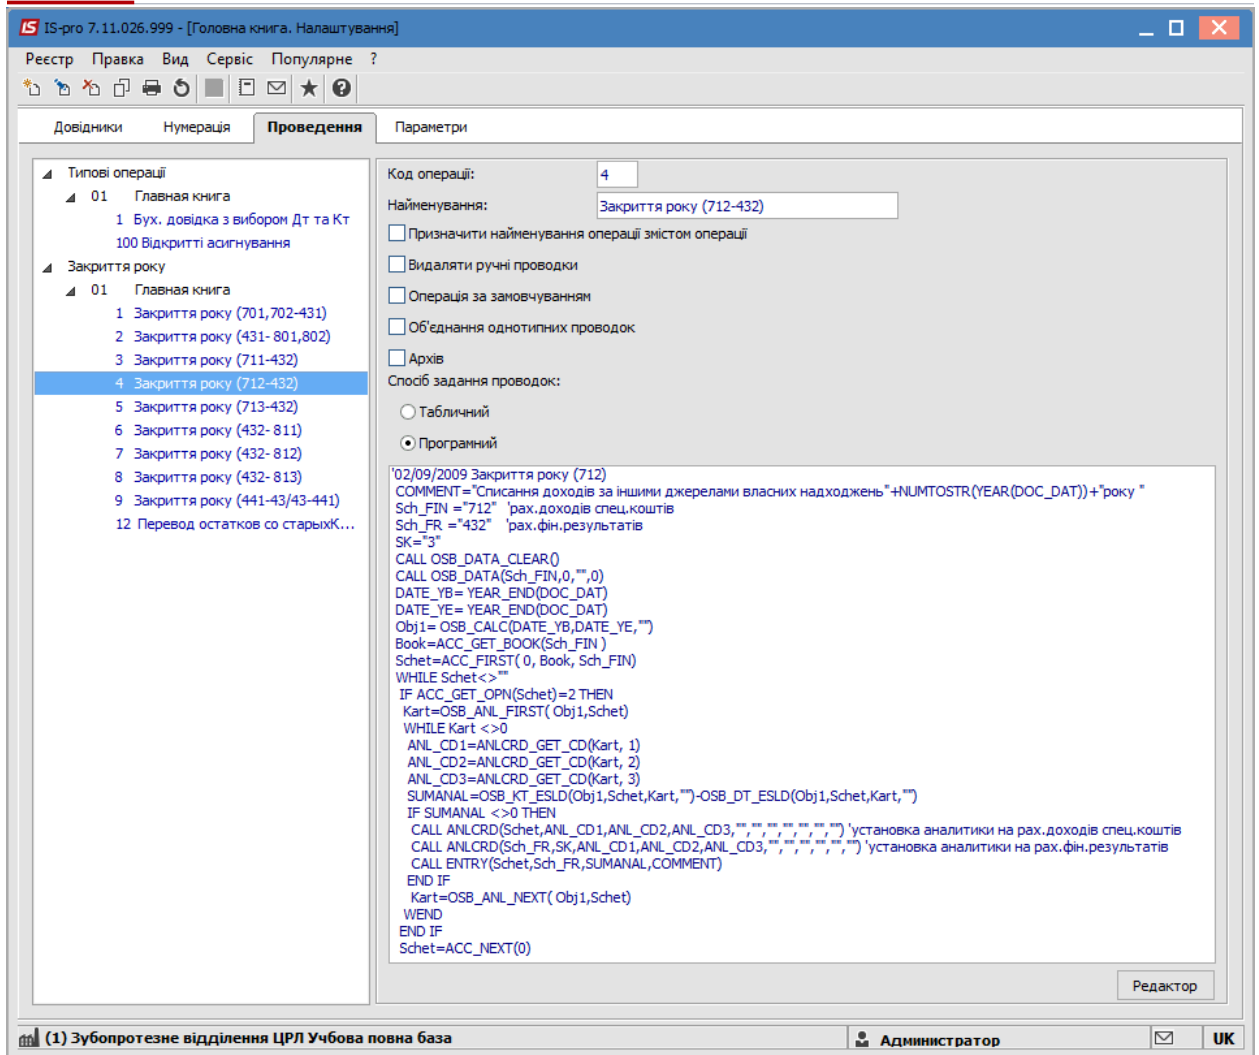 IS-pro 7.11.026.999 - [Головна книга. Налаштування]
Реєстр Правка Вид Сервіс Популярне ?
Довідники Нумерація Проведення Параметри
Типові операції
01 Главная книга
1 Бух. довідка з вибором Дт та Кт
100 Відкритті асигнування
Закриття року
01 Главная книга
1 Закриття року (701,702-431)
2 Закриття року (431- 801,802)
3 Закриття року (711-432)
4 Закриття року (712-432)
5 Закриття року (713-432)
6 Закриття року (432- 811)
7 Закриття року (432- 812)
8 Закриття року (432- 813)
9 Закриття року (441-43/43-441)
12 Перевод остатков со старыхК...
Код операції: 4
Найменування: Закриття року (712-432)
Призначити найменування операції змістом операції
Видаляти ручні проводки
Операція за замовчуванням
Об'єднання однотипних проводок
Архів
Спосіб задання проводок:
Табличний
Програмний
'02/09/2009 Закриття року (712)
COMMENT="Списання доходів за іншими джерелами власних надходжень"+NUMTOSTR(YEAR(DOC_DAT))+"року "
Sch_FIN ="712" 'рах.доходів спец.коштів
Sch_FR ="432" 'рах.фін.результатів
SK="3"
CALL OSB_DATA_CLEAR()
CALL OSB_DATA(Sch_FIN,0,"",0)
DATE_YB= YEAR_END(DOC_DAT)
DATE_YE= YEAR_END(DOC_DAT)
Obj1= OSB_CALC(DATE_YB,DATE_YE,"")
Book=ACC_GET_BOOK(Sch_FIN )
Schet=ACC_FIRST( 0, Book, Sch_FIN)
WHILE Schet<>""
IF ACC_GET_OPN(Schet)=2 THEN
Kart=OSB_ANL_FIRST( Obj1,Schet)
WHILE Kart <>0
ANL_CD1=ANLCRD_GET_CD(Kart, 1)
ANL_CD2=ANLCRD_GET_CD(Kart, 2)
ANL_CD3=ANLCRD_GET_CD(Kart, 3)
SUMANAL=OSB_KT_ESLD(Obj1,Schet,Kart,"")-OSB_DT_ESLD(Obj1,Schet,Kart,"")
IF SUMANAL <>0 THEN
CALL ANLCRD(Schet,ANL_CD1,ANL_CD2,ANL_CD3,"","","","","","","") 'установка аналитики на рах.доходів спец.коштів
CALL ANLCRD(Sch_FR,SK,ANL_CD1,ANL_CD2,ANL_CD3,"","","","","","") 'установка аналитики на рах.фін.результатів
CALL ENTRY(Schet,Sch_FR,SUMANAL,COMMENT)
END IF
Kart=OSB_ANL_NEXT( Obj1,Schet)
WEND
END IF
Schet=ACC_NEXT(0)
Редактор
(1) Зубопротезне відділення ЦРЛ Учбова повна база Администратор UK